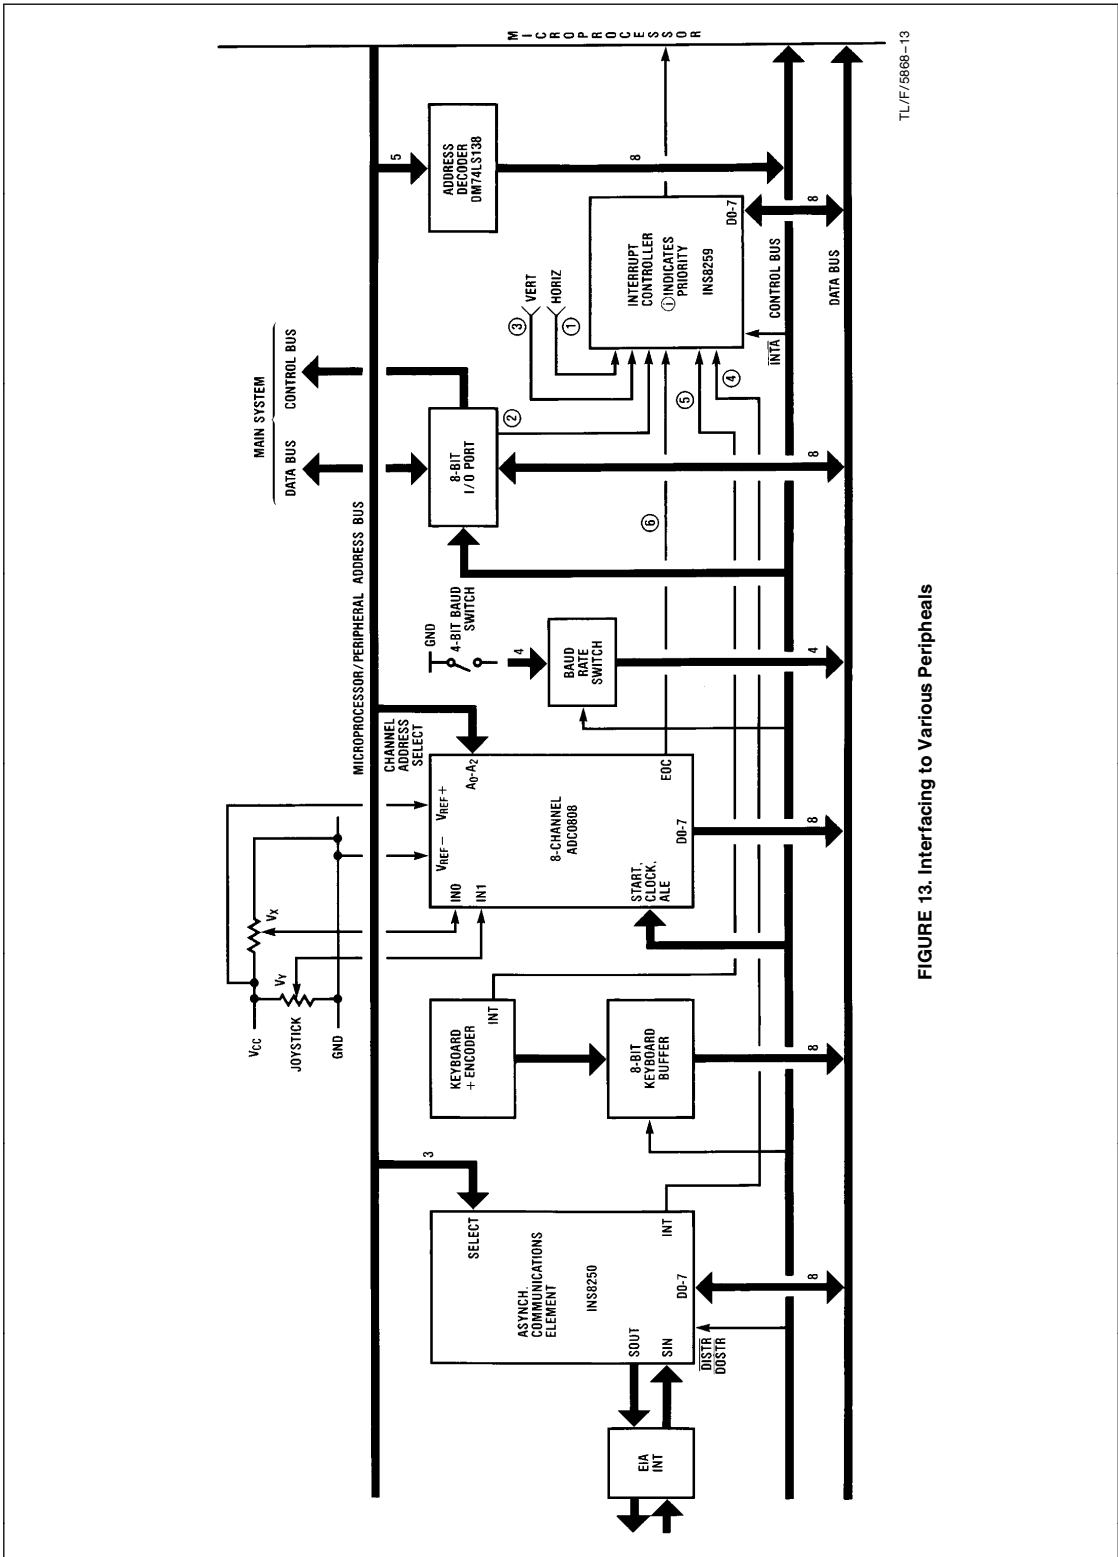 MAIN SYSTEM
DATA BUS
CONTROL BUS
MICROPROCESSOR/PERIPHERAL ADDRESS BUS
MICROPROCESSOR
VCC
JOYSTICK
GND
VY
VX
VREF−
VREF+
CHANNEL
ADDRESS
SELECT
IN0
IN1
A0-A2
8-CHANNEL
ADC0808
START,
CLOCK,
ALE
D0-7
EOC
8
3
SELECT
ASYNCH.
COMMUNICATIONS
ELEMENT
INS8250
SOUT
SIN
INT
D0-7
DISTR
DOSTR
8
EIA
INT
KEYBOARD
+ ENCODER
INT
8-BIT
KEYBOARD
BUFFER
8
GND
4-BIT BAUD
SWITCH
4
BAUD
RATE
SWITCH
4
8-BIT
I/O PORT
8
5
ADDRESS
DECODER
DM74LS138
8
VERT
HORIZ
③
①
②
⑥
⑤
④
INTERRUPT
CONTROLLER
ⓘ INDICATES
PRIORITY
INS8259
D0-7
8
INTA
CONTROL BUS
DATA BUS
TL/F/5868–13
FIGURE 13. Interfacing to Various Peripheals